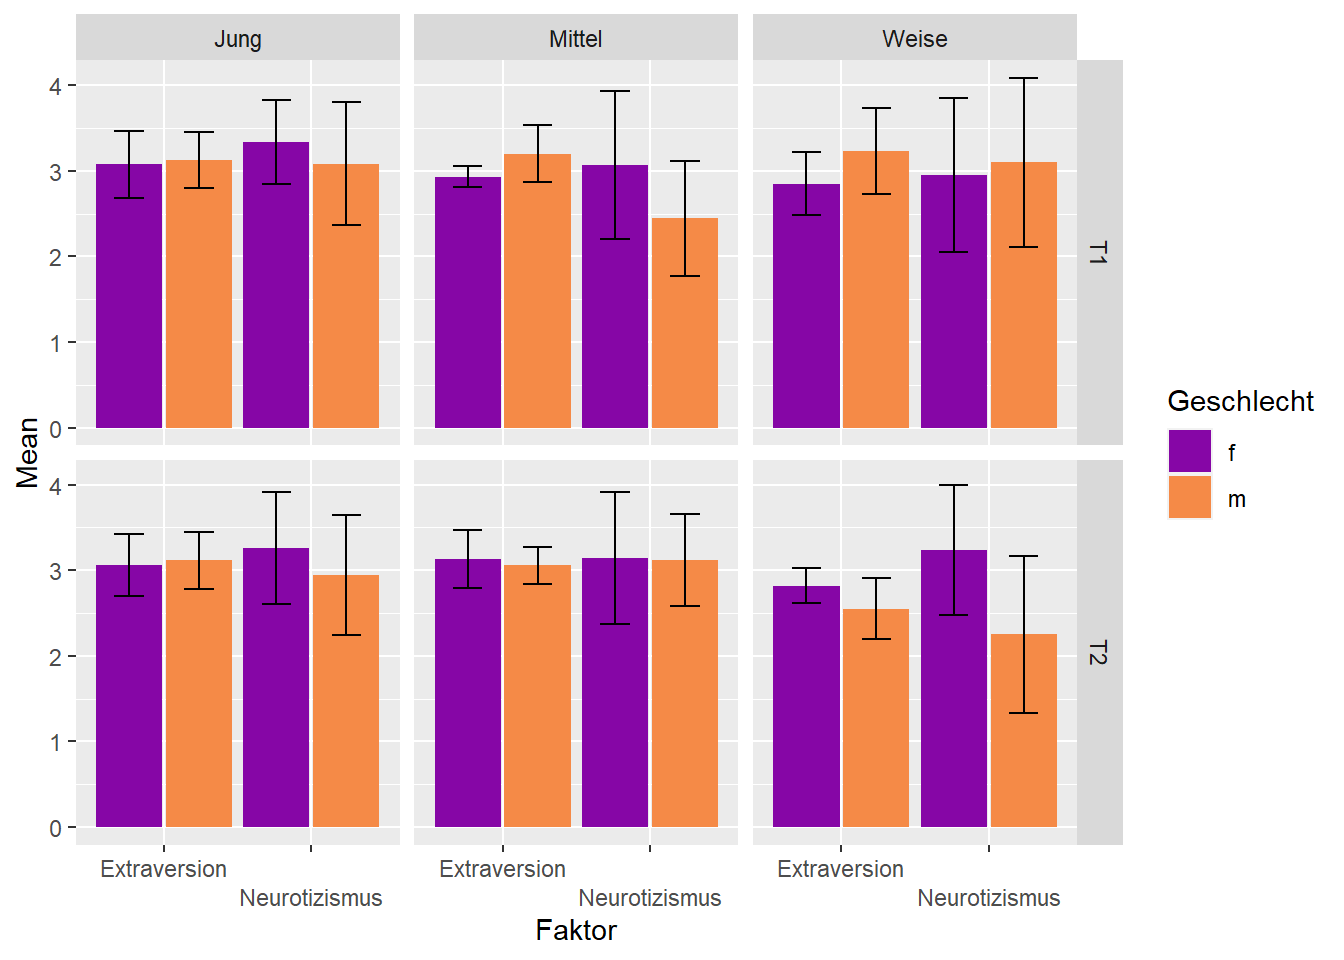 Jung
Mittel
Weise
4
3
2
1
0
T1
Mean
4
3
2
1
0
T2
Extraversion
Neurotizismus
Extraversion
Neurotizismus
Extraversion
Neurotizismus
Faktor
Geschlecht
f
m